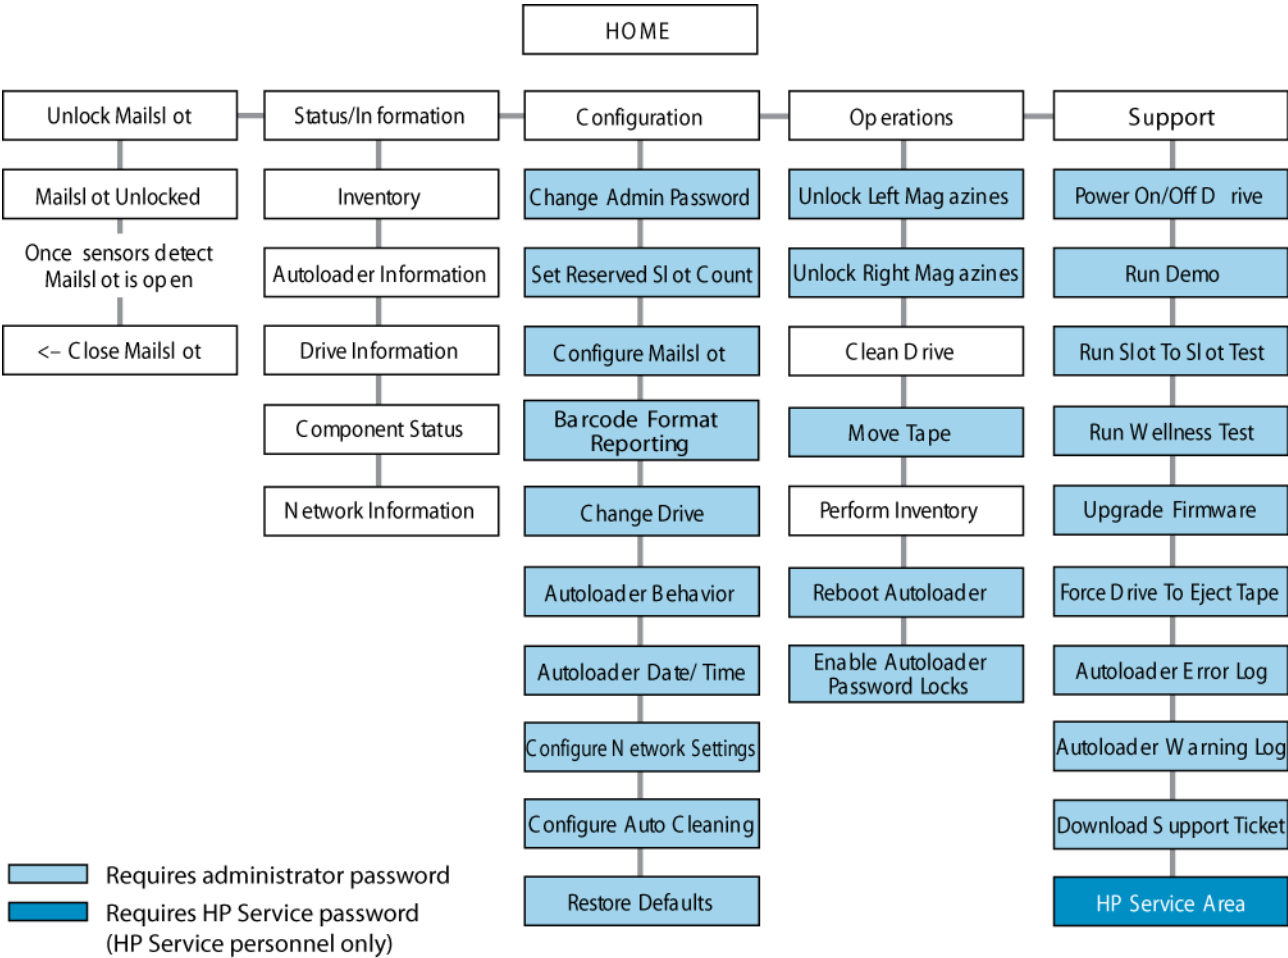 HOME
Unlock Mailslot
Status/Information
Configuration
Operations
Support
Mailslot Unlocked
Once sensors detect
Mailslot is open
<– Close Mailslot
Inventory
Autoloader Information
Drive Information
Component Status
Network Information
Change Admin Password
Set Reserved Slot Count
Configure Mailslot
Barcode Format
Reporting
Change Drive
Autoloader Behavior
Autoloader Date/ Time
Configure Network Settings
Configure Auto Cleaning
Restore Defaults
Unlock Left Magazines
Unlock Right Magazines
Clean Drive
Move Tape
Perform Inventory
Reboot Autoloader
Enable Autoloader
Password Locks
Power On/Off Drive
Run Demo
Run Slot To Slot Test
Run Wellness Test
Upgrade Firmware
Force Drive To Eject Tape
Autoloader Error Log
Autoloader Warning Log
Download Support Ticket
HP Service Area
Requires administrator password
Requires HP Service password
(HP Service personnel only)